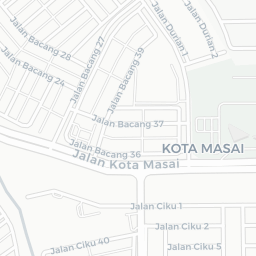 Jalan Durian 1
Jalan Durian 2
Jalan Bacang 28
Jalan Bacang 27
Jalan Bacang 39
Jalan Bacang 24
Jalan Bacang 37
KOTA MASAI
Jalan Bacang 36
Jalan Kota Masai
Jalan Ciku 1
Jalan Ciku 2
Jalan Ciku 40
Jalan Ciku 5